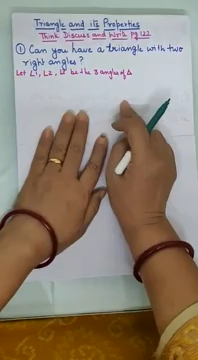 Triangle and its Properties
Think Discuss and Write pg 122
① Can you have a triangle with two
right angles?
Let ∠1, ∠2, ∠3 be the 3 angles of Δ